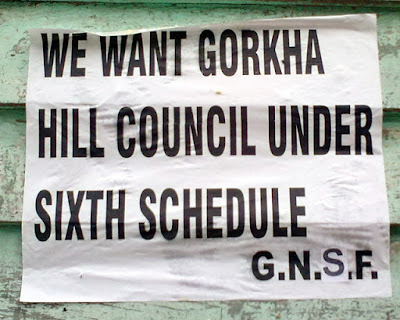 WE WANT GORKHA
HILL COUNCIL UNDER
SIXTH SCHEDULE
G.N.S.F.